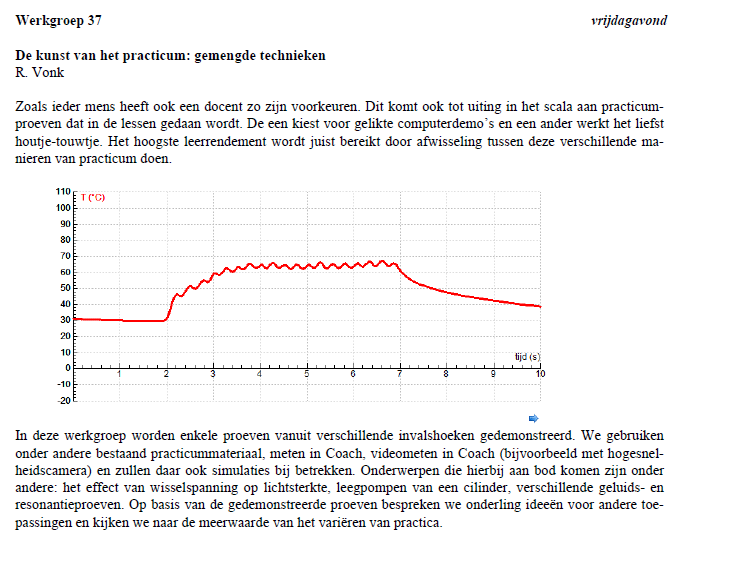 Werkgroep 37 vrijdagavond
De kunst van het practicum: gemengde technieken
R. Vonk
Zoals ieder mens heeft ook een docent zo zijn voorkeuren. Dit komt ook tot uiting in het scala aan practicum-
proeven dat in de lessen gedaan wordt. De een kiest voor gelikte computerdemo's en een ander werkt het liefst
houtje-touwtje. Het hoogste leerrendement wordt juist bereikt door afwisseling tussen deze verschillende ma-
nieren van practicum doen.
110
T (°C)
100
90
80
70
60
50
40
30
20
10
tijd (s)
0
1 2 3 4 5 6 7 8 9 10
-10
-20
In deze werkgroep worden enkele proeven vanuit verschillende invalshoeken gedemonstreerd. We gebruiken
onder andere bestaand practicummateriaal, meten in Coach, videometen in Coach (bijvoorbeeld met hogesnel-
heidscamera) en zullen daar ook simulaties bij betrekken. Onderwerpen die hierbij aan bod komen zijn onder
andere: het effect van wisselspanning op lichtsterkte, leegpompen van een cilinder, verschillende geluids- en
resonantieproeven. Op basis van de gedemonstreerde proeven bespreken we onderling ideeën voor andere toe-
passingen en kijken we naar de meerwaarde van het variëren van practica.